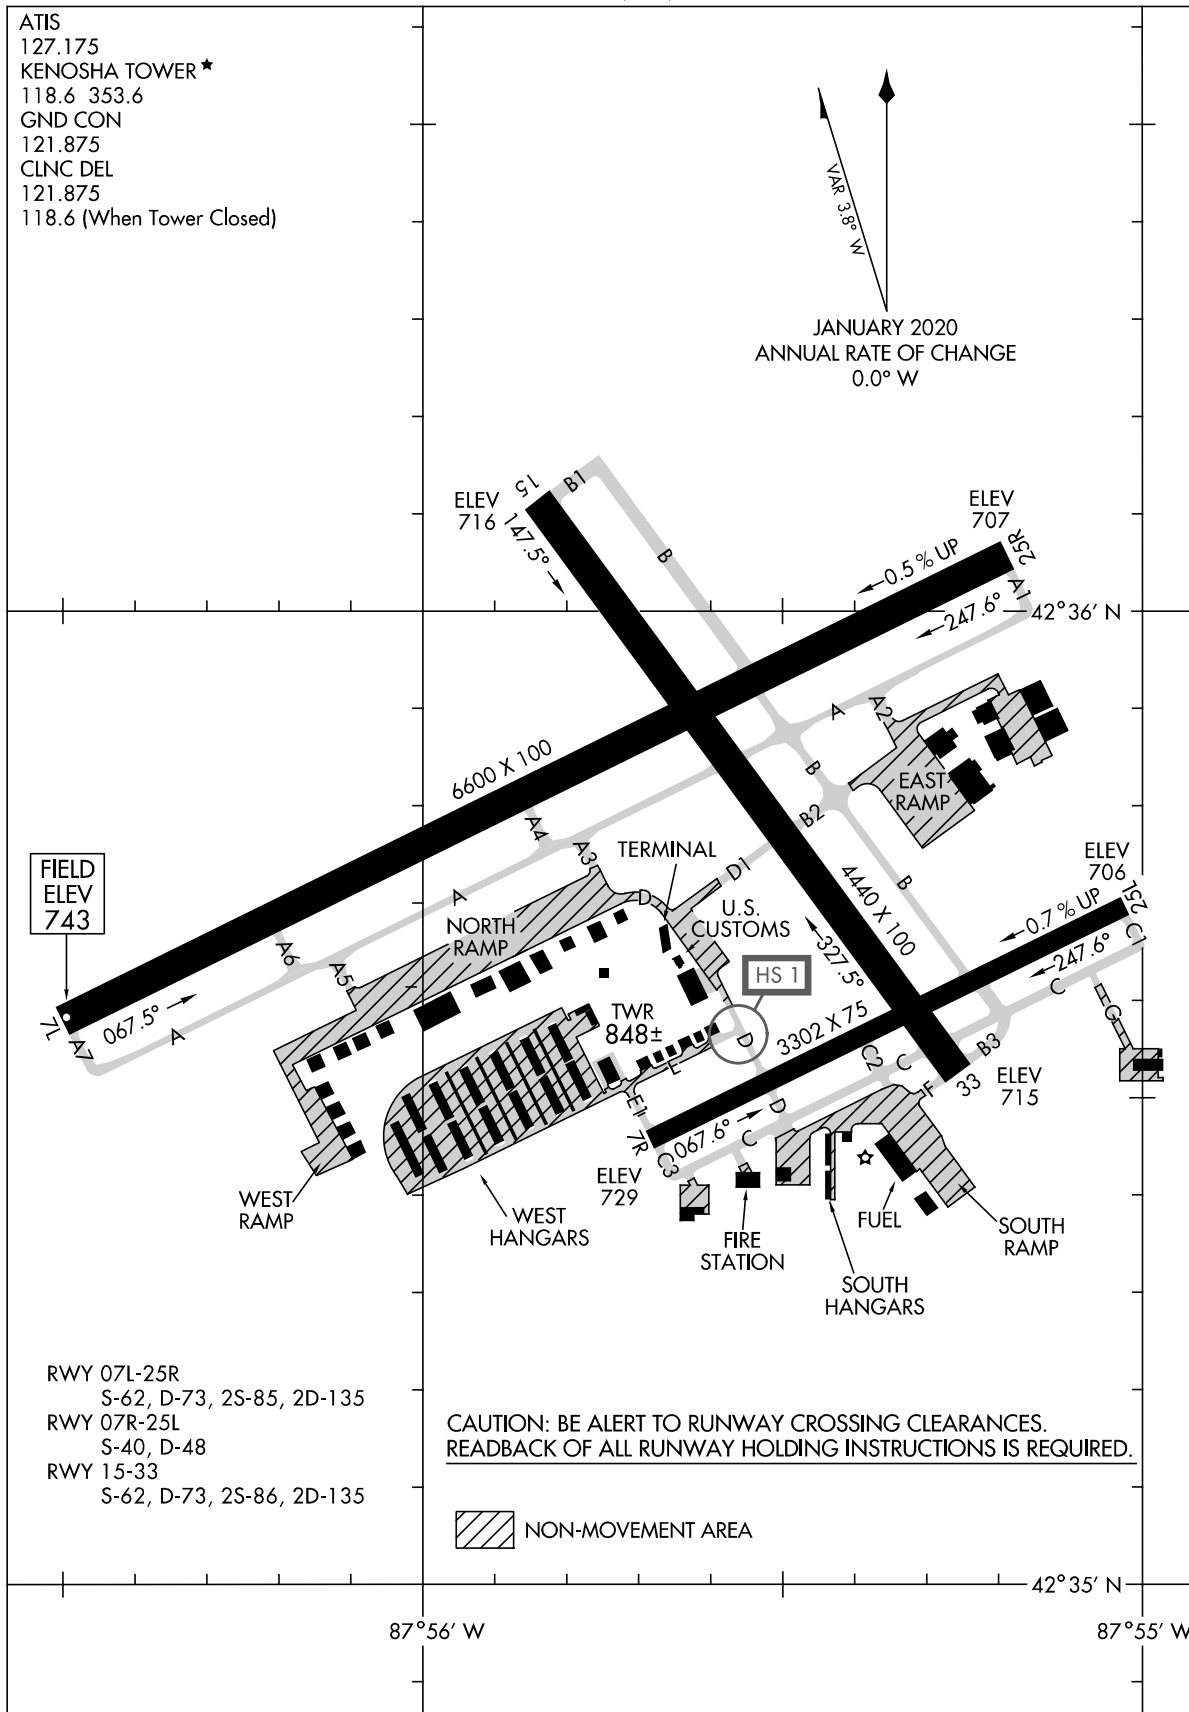 ATIS
127.175
KENOSHA TOWER★
118.6 353.6
GND CON
121.875
CLNC DEL
121.875
118.6 (When Tower Closed)
VAR 3.8° W
JANUARY 2020
ANNUAL RATE OF CHANGE
0.0° W
15
B1
ELEV
716
147.5°
B
ELEV
707
25R
0.5 % UP
A1
247.6°
42°36' N
A
A2
6600 X 100
B
EAST
RAMP
B2
A4
A3
TERMINAL
D1
4440 X 100
B
ELEV
706
25L
FIELD
ELEV
743
A
D
U.S.
CUSTOMS
NORTH
RAMP
0.7 % UP
247.6°
C1
A6
A5
327.5°
HS 1
C
C
067.5°
7L
A7
A
TWR
848±
D
3302 X 75
C2
C
B3
E
F
33
ELEV
715
E1
7R
067.6°
D
C
C3
ELEV
729
WEST
RAMP
WEST
HANGARS
FIRE
STATION
FUEL
SOUTH
RAMP
SOUTH
HANGARS
RWY 07L-25R
S-62, D-73, 2S-85, 2D-135
RWY 07R-25L
S-40, D-48
RWY 15-33
S-62, D-73, 2S-86, 2D-135
CAUTION: BE ALERT TO RUNWAY CROSSING CLEARANCES.
READBACK OF ALL RUNWAY HOLDING INSTRUCTIONS IS REQUIRED.
NON-MOVEMENT AREA
42°35' N
87°56' W
87°55' W